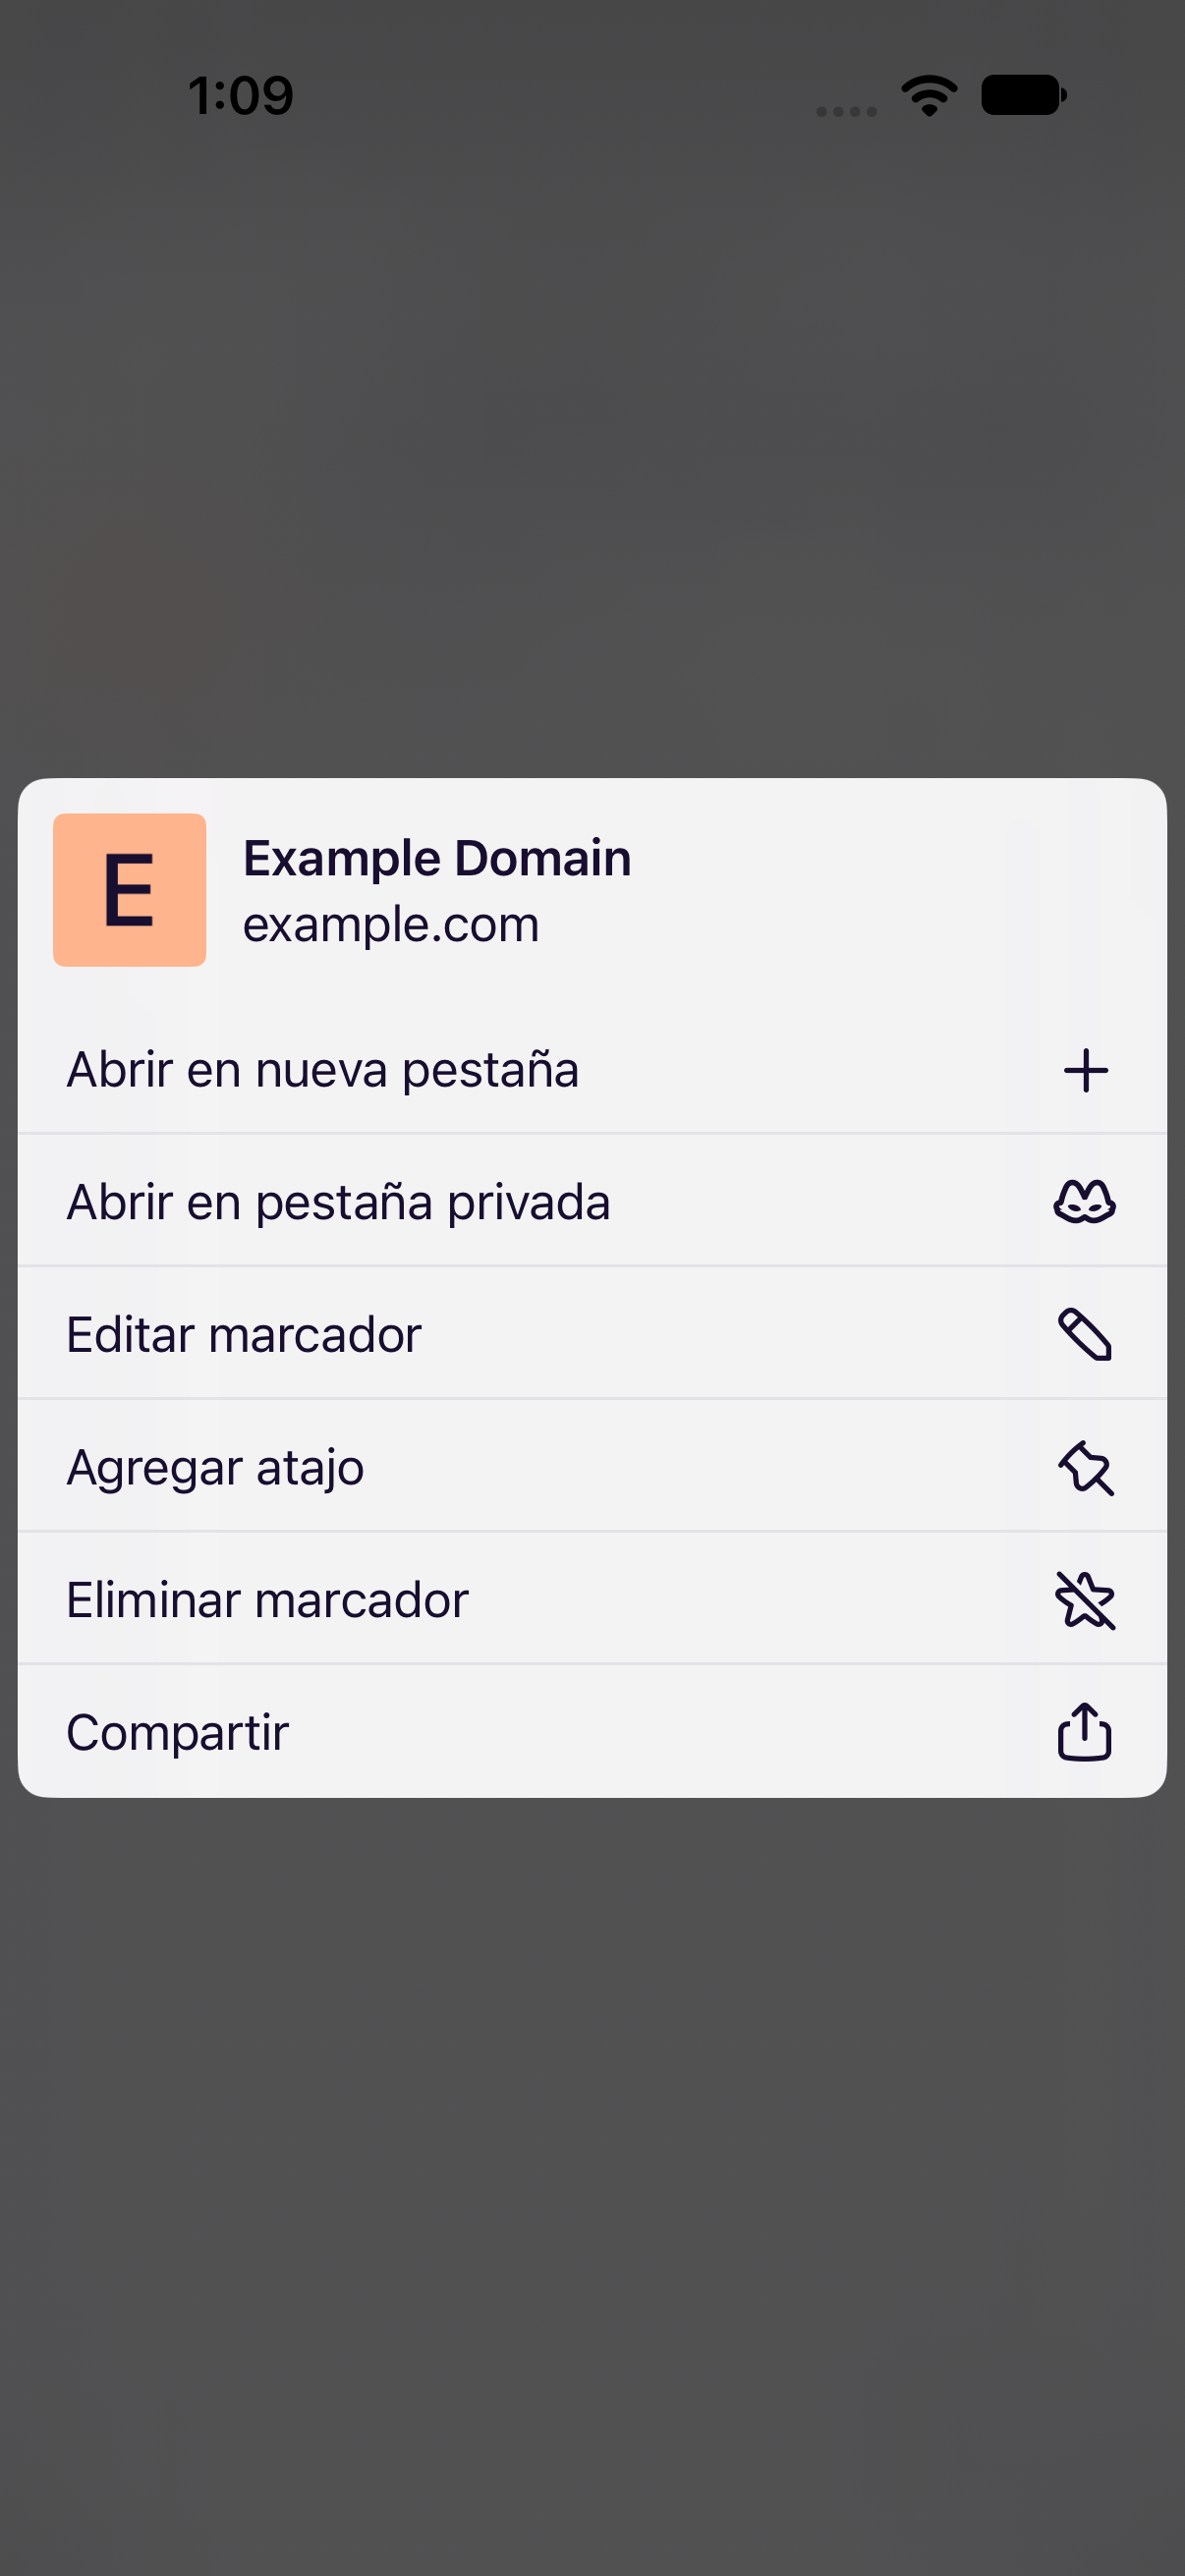 1:09
E
Example Domain
example.com
Abrir en nueva pestaña
Abrir en pestaña privada
Editar marcador
Agregar atajo
Eliminar marcador
Compartir